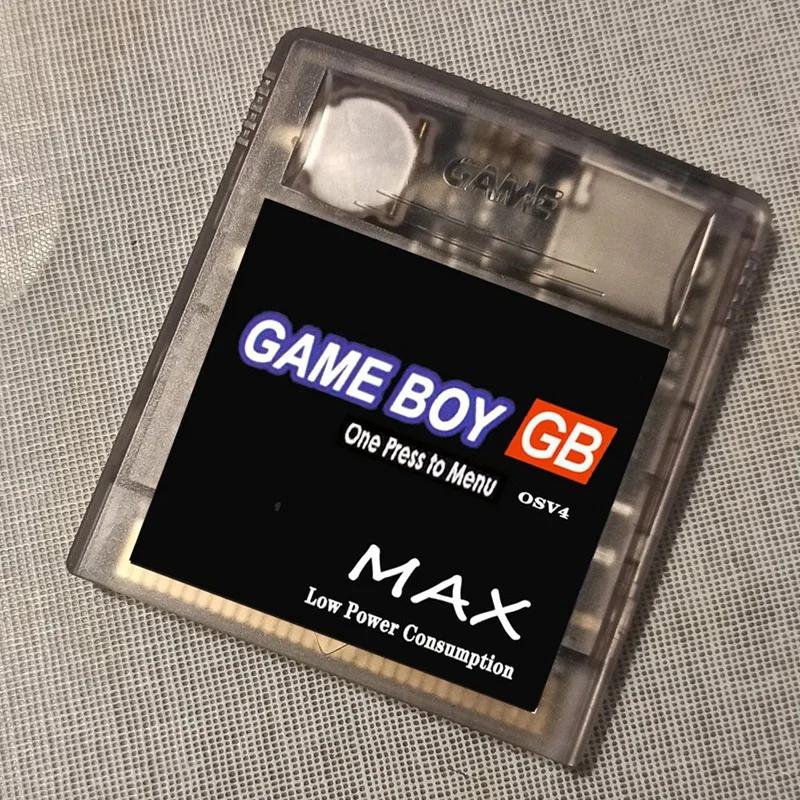 GAME
GAME BOY GB
One Press to Menu
OSV4
MAX
Low Power Consumption